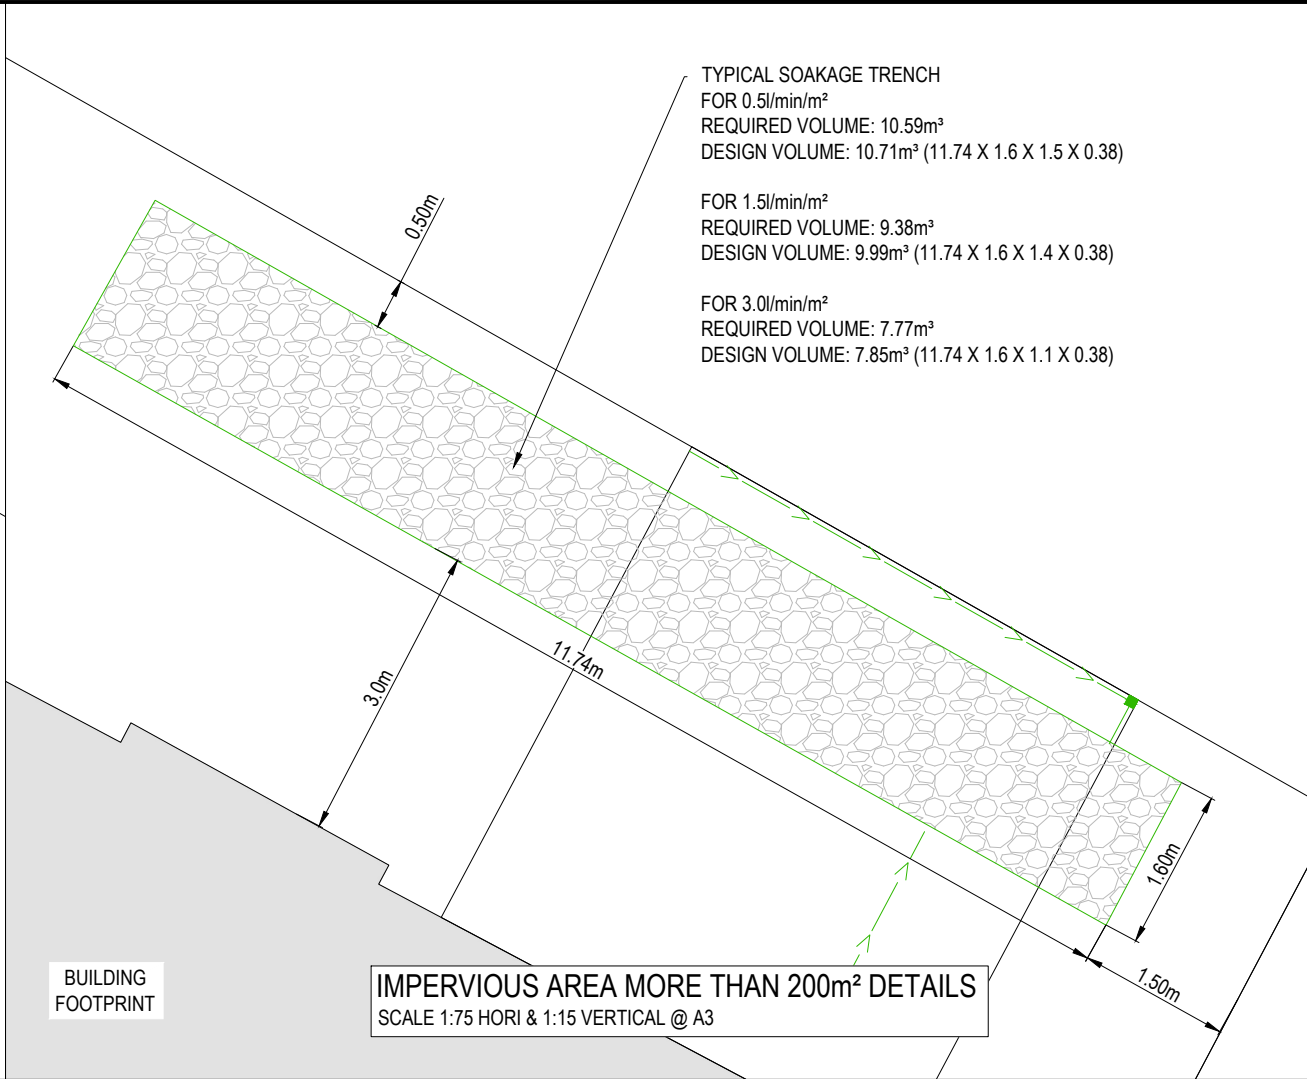 TYPICAL SOAKAGE TRENCH
FOR 0.5l/min/m²
REQUIRED VOLUME: 10.59m³
DESIGN VOLUME: 10.71m³ (11.74 X 1.6 X 1.5 X 0.38)
FOR 1.5l/min/m²
REQUIRED VOLUME: 9.38m³
DESIGN VOLUME: 9.99m³ (11.74 X 1.6 X 1.4 X 0.38)
FOR 3.0l/min/m²
REQUIRED VOLUME: 7.77m³
DESIGN VOLUME: 7.85m³ (11.74 X 1.6 X 1.1 X 0.38)
0.50m
11.74m
3.0m
1.60m
1.50m
BUILDING
FOOTPRINT
IMPERVIOUS AREA MORE THAN 200m² DETAILS
SCALE 1:75 HORI & 1:15 VERTICAL @ A3